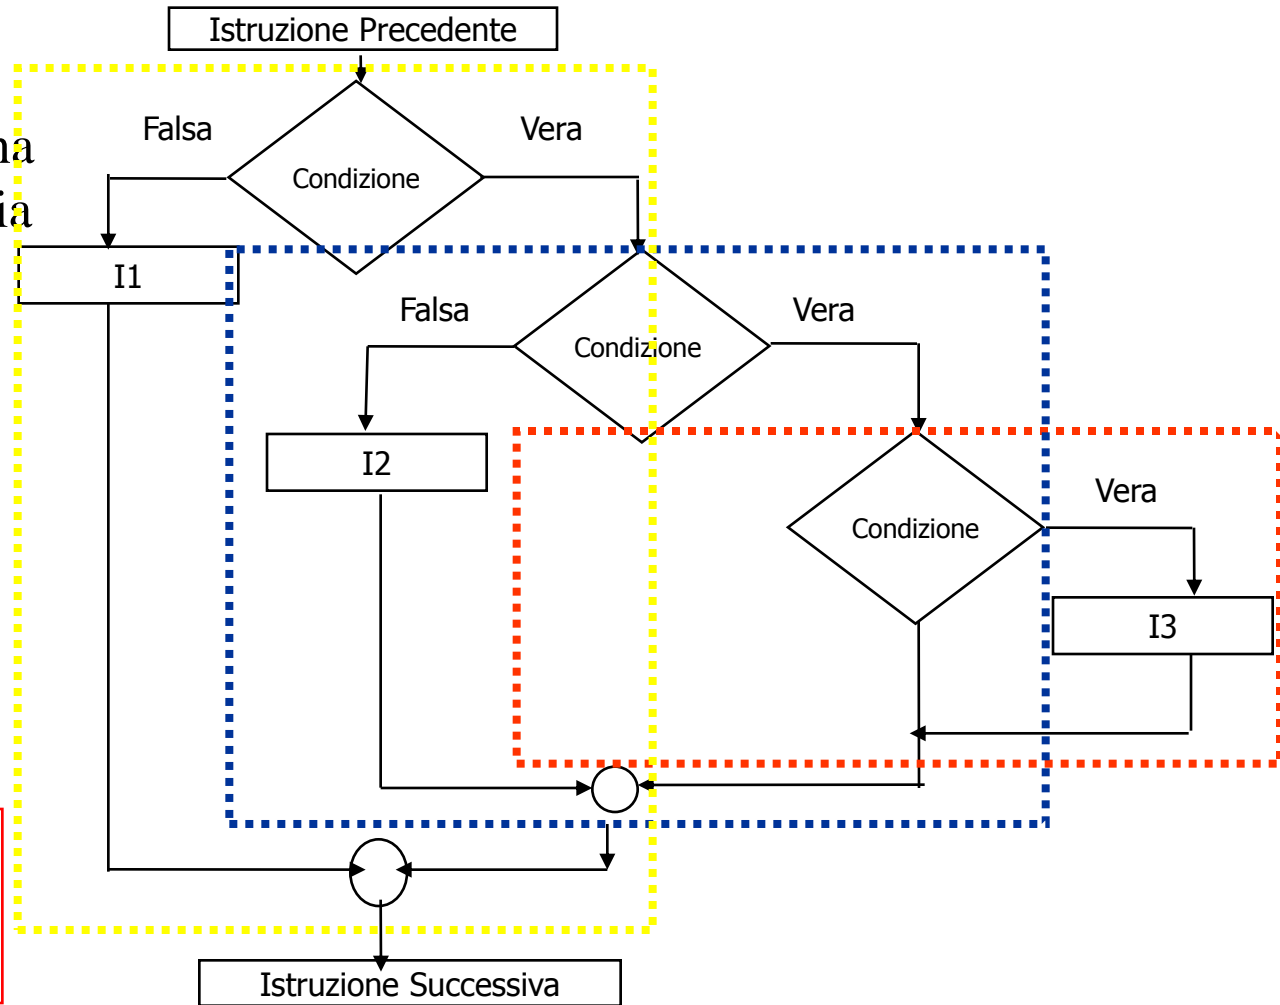 Istruzione Precedente
Falsa
Vera
Condizione
I1
Falsa
Vera
Condizione
I2
Vera
Condizione
I3
Istruzione Successiva